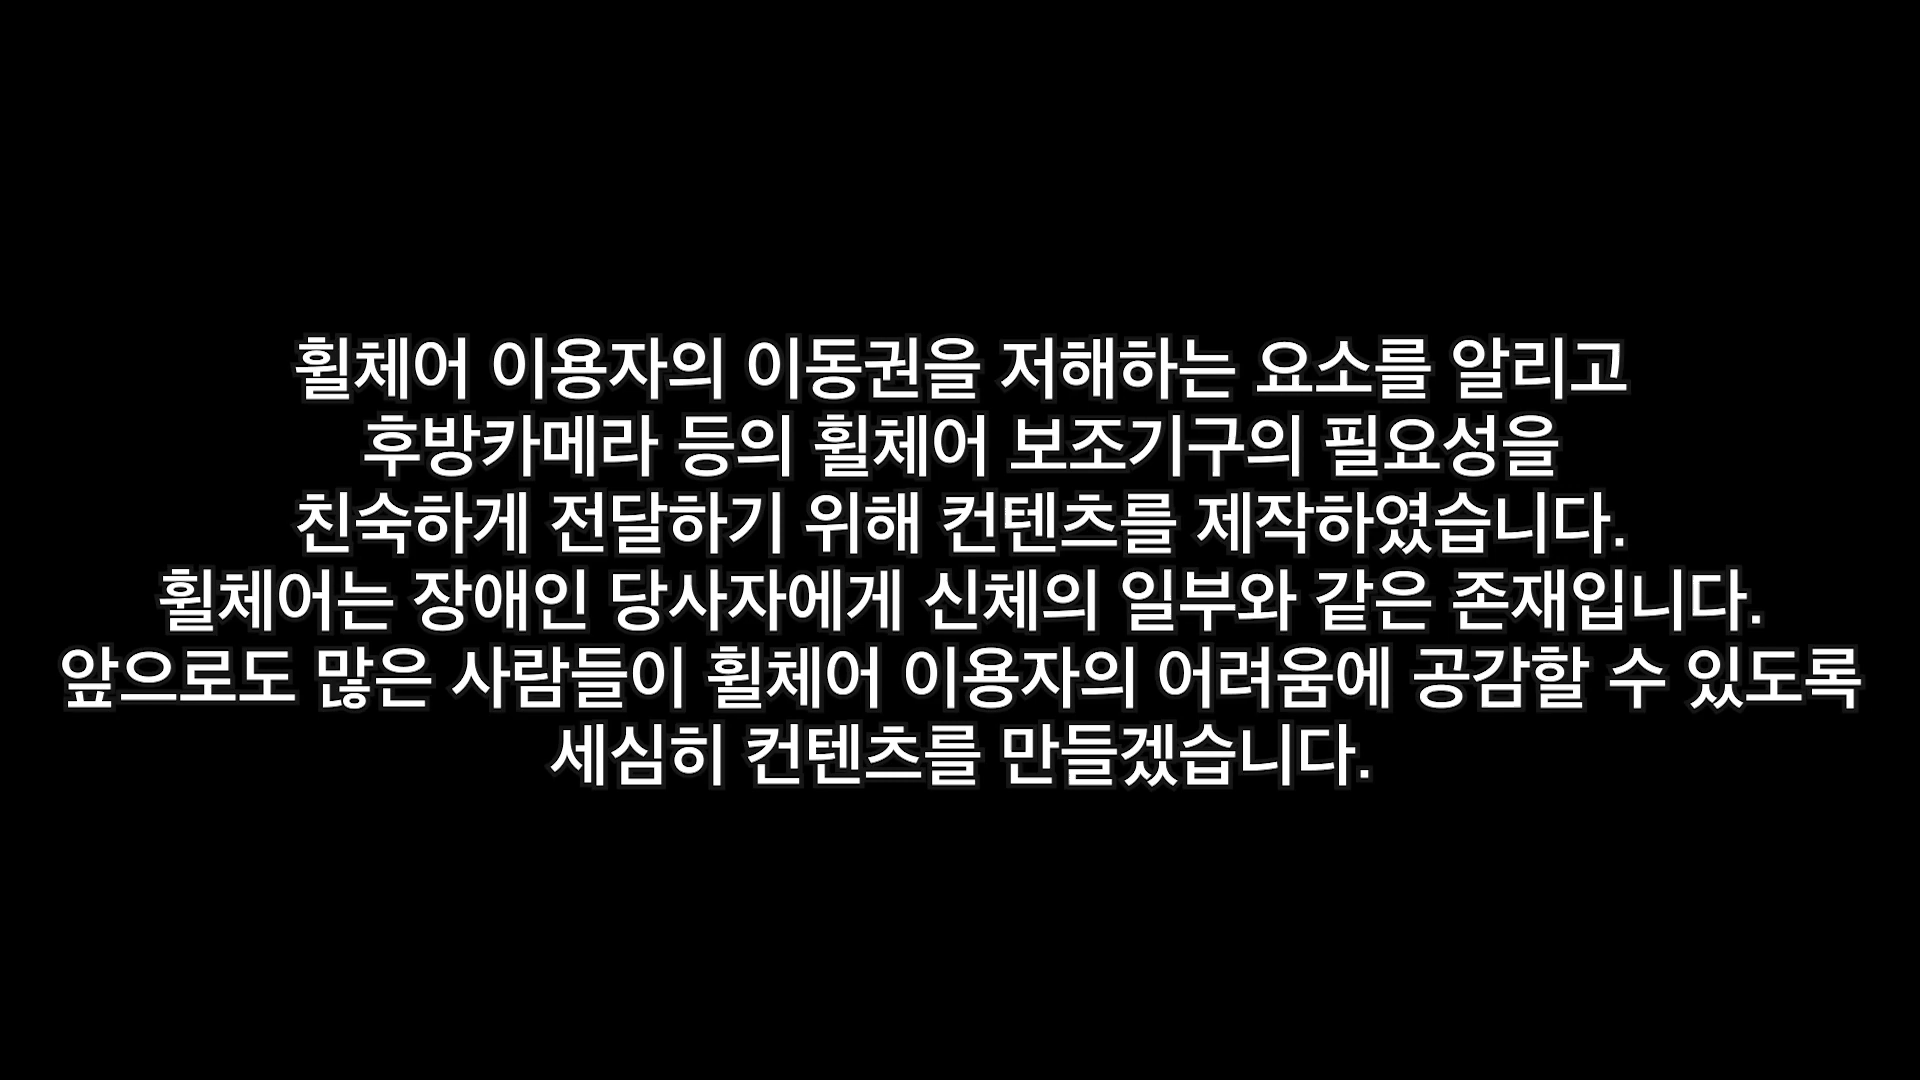 휠체어 이용자의 이동권을 저해하는 요소를 알리고
후방카메라 등의 휠체어 보조기구의 필요성을
친숙하게 전달하기 위해 컨텐츠를 제작하였습니다.
휠체어는 장애인 당사자에게 신체의 일부와 같은 존재입니다.
앞으로도 많은 사람들이 휠체어 이용자의 어려움에 공감할 수 있도록
세심히 컨텐츠를 만들겠습니다.